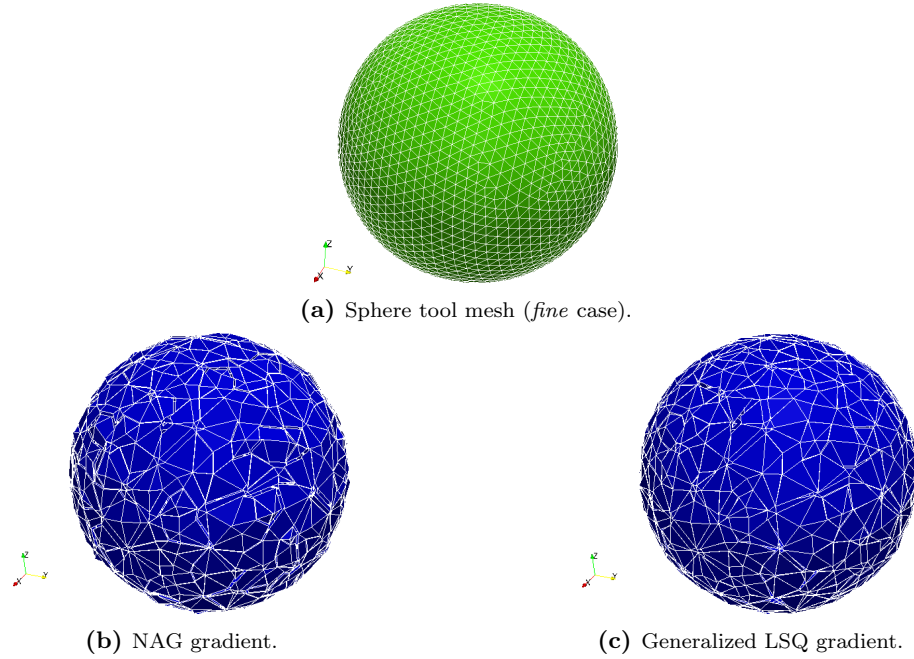 Z
Y
X
(a) Sphere tool mesh (fine case).
Z
Y
X
Z
Y
X
(b) NAG gradient.
(c) Generalized LSQ gradient.